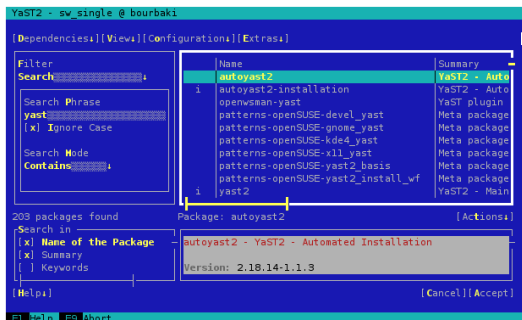 YaST2 - sw_single @ bourbaki
[Dependencies↓][View↓][Configuration↓][Extras↓]
Filter
Search↓
Search Phrase
yast
[x] Ignore Case
Search Mode
Contains↓
Name Summary
autoyast2 YaST2 - Auto
i autoyast2-installation YaST2 - Auto
openwsman-yast YaST plugin
patterns-openSUSE-devel_yast Meta package
patterns-openSUSE-gnome_yast Meta package
patterns-openSUSE-kde4_yast Meta package
patterns-openSUSE-x11_yast Meta package
patterns-openSUSE-yast2_basis Meta package
patterns-openSUSE-yast2_install_wf Meta package
i yast2 YaST2 - Main
203 packages found Package: autoyast2 [Actions↓]
Search in
[x] Name of the Package
[x] Summary
[ ] Keywords
autoyast2 - YaST2 - Automated Installation
Version: 2.18.14-1.1.3
[Help↓] [Cancel][Accept]
F1 Help F9 Abort